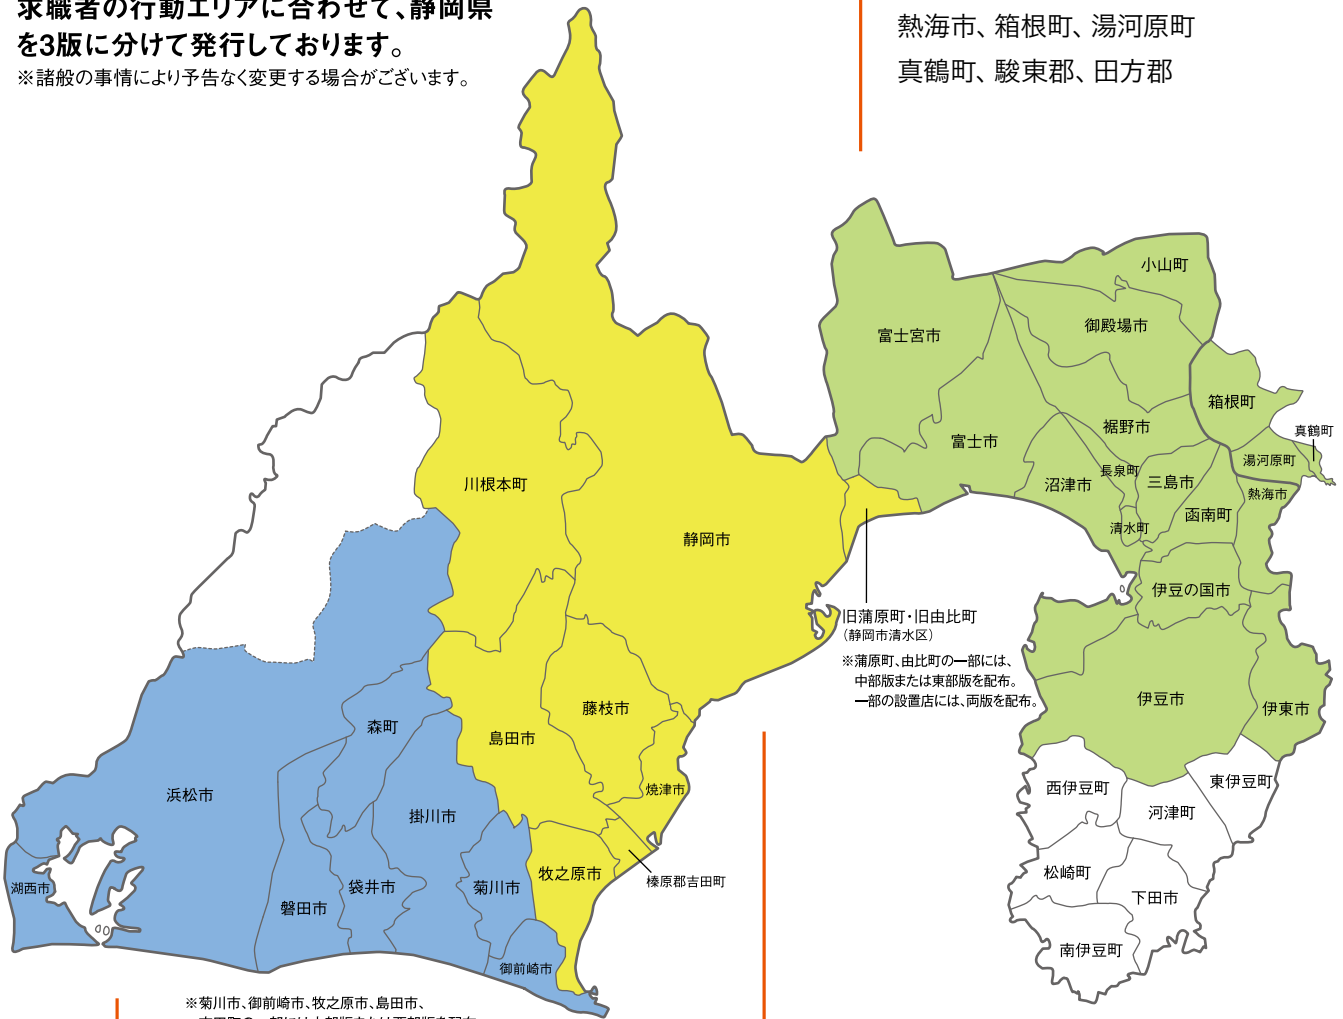 求職者の行動エリアに合わせて、静岡県
を3版に分けて発行しております。
※諸般の事情により予告なく変更する場合がございます。
熱海市、箱根町、湯河原町
真鶴町、駿東郡、田方郡
小山町
御殿場市
富士宮市
箱根町
真鶴町
裾野市
富士市
湯河原町
長泉町
三島市
沼津市
熱海市
函南町
清水町
川根本町
静岡市
伊豆の国市
旧蒲原町・旧由比町
（静岡市清水区）
※蒲原町、由比町の一部には、
中部版または東部版を配布。
一部の設置店には、両版を配布。
伊豆市
伊東市
藤枝市
森町
島田市
東伊豆町
西伊豆町
焼津市
浜松市
河津町
掛川市
松崎町
牧之原市
榛原郡吉田町
湖西市
袋井市
菊川市
下田市
磐田市
南伊豆町
御前崎市
※菊川市、御前崎市、牧之原市、島田市、